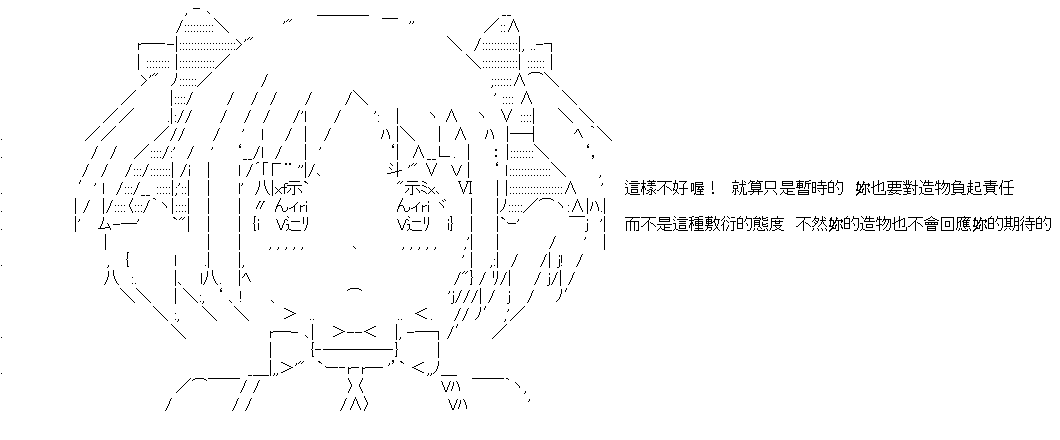 這樣不好喔！ 就算只是暫時的 妳也要對造物負起責任
而不是這種敷衍的態度 不然妳的造物也不會回應妳的期待的